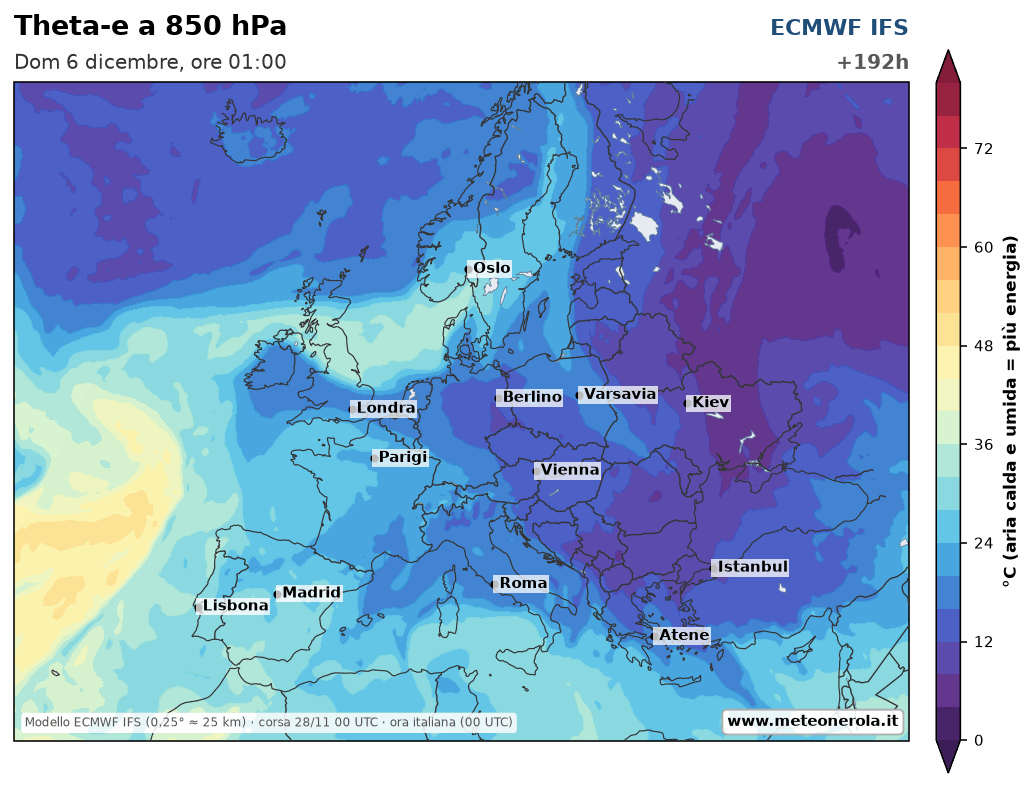 Theta-e a 850 hPa
ECMWF IFS
Dom 6 dicembre, ore 01:00
+192h
Oslo
Londra
Berlino
Varsavia
Kiev
Parigi
Vienna
Istanbul
Roma
Madrid
Lisbona
Atene
72
60
48
36
24
12
0
°C (aria calda e umida = più energia)
Modello ECMWF IFS (0,25° ≈ 25 km) · corsa 28/11 00 UTC · ora italiana (00 UTC)
www.meteonerola.it